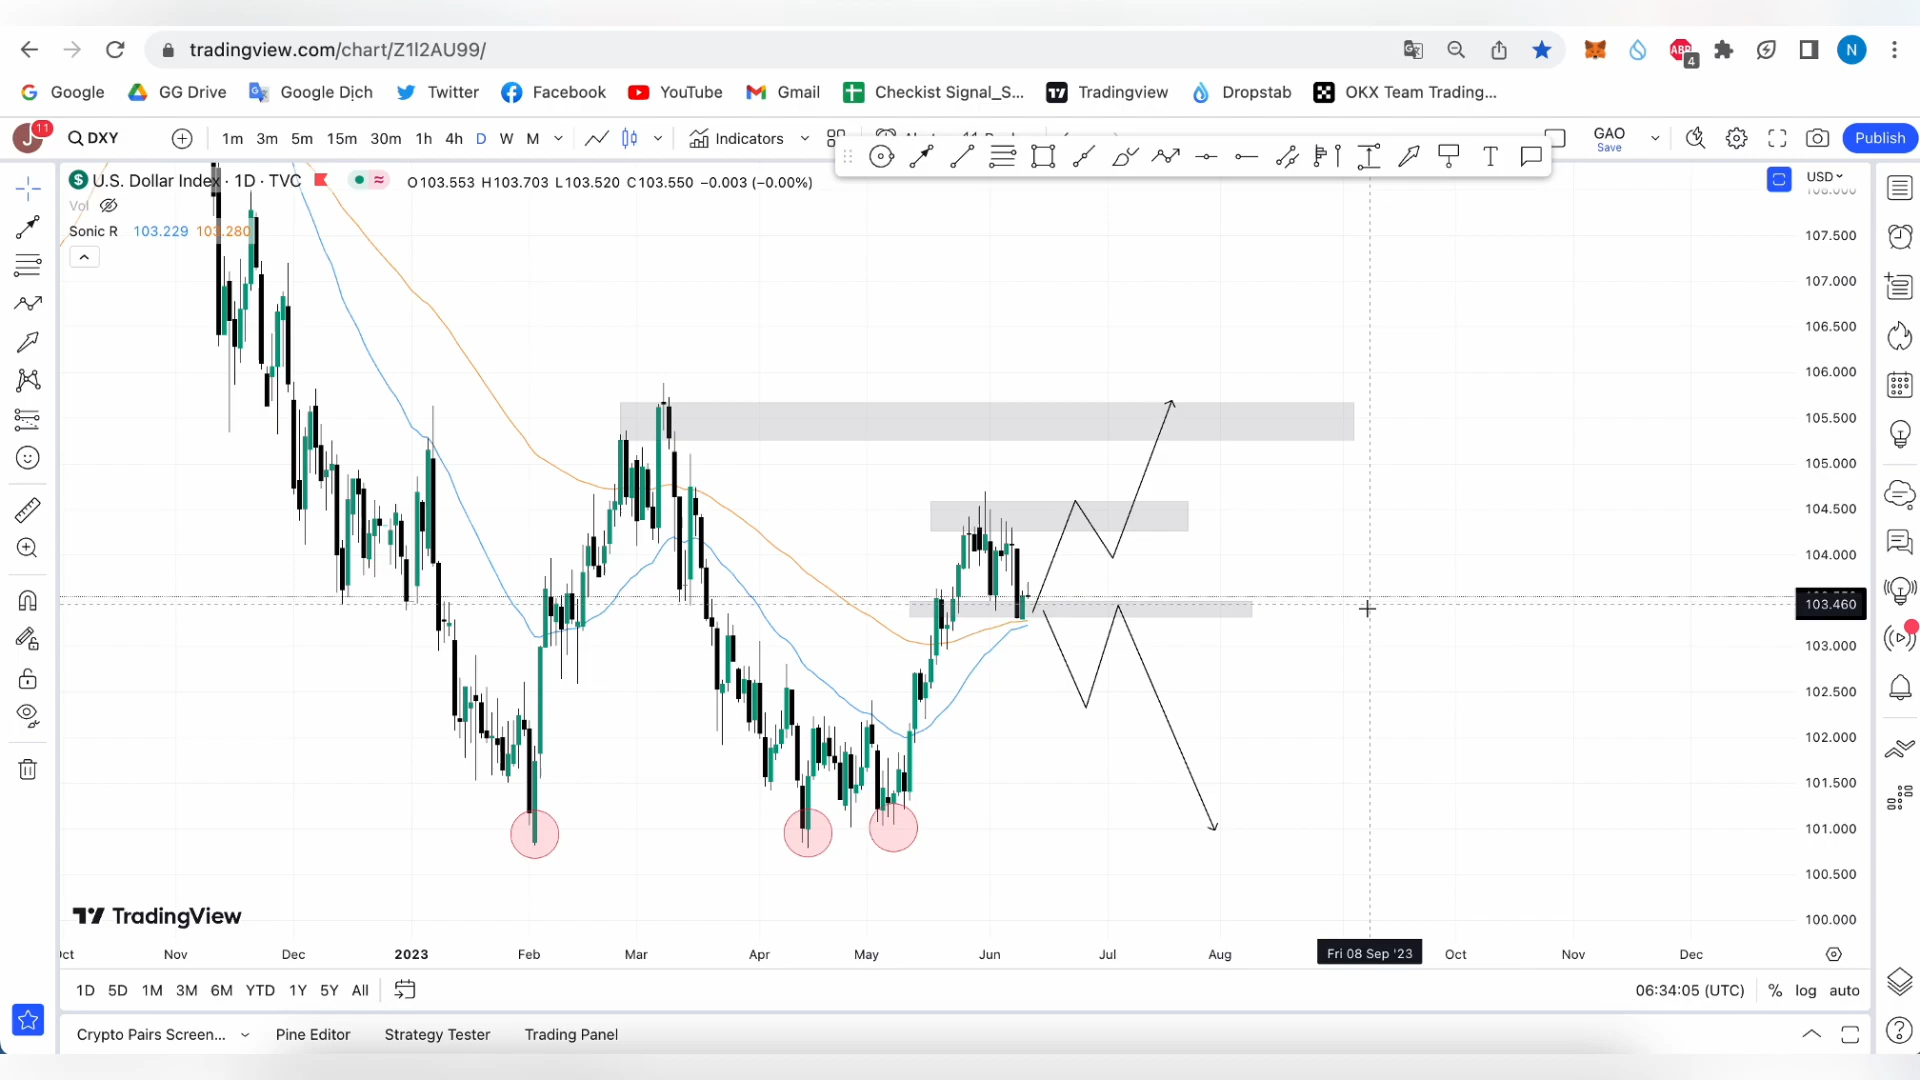 tradingview.com/chart/Z1l2AU99/
4
N
Google GG Drive Google Dịch Twitter Facebook YouTube Gmail Checkist Signal_S... Tradingview Dropstab OKX Team Trading...
J 11 DXY 1m 3m 5m 15m 30m 1h 4h D W M Indicators GAO Save Publish
U.S. Dollar Index · 1D · TVC O103.553 H103.703 L103.520 C103.550 −0.003 (−0.00%) USD
Vol
Sonic R 103.229 103.280
108.000
107.500
107.000
106.500
106.000
105.500
105.000
104.500
104.000
103.460
103.000
102.500
102.000
101.500
101.000
100.500
100.000
TradingView
Nov Dec 2023 Feb Mar Apr May Jun Jul Aug Fri 08 Sep '23 Oct Nov Dec
1D 5D 1M 3M 6M YTD 1Y 5Y All 06:34:05 (UTC) % log auto
Crypto Pairs Screen... Pine Editor Strategy Tester Trading Panel